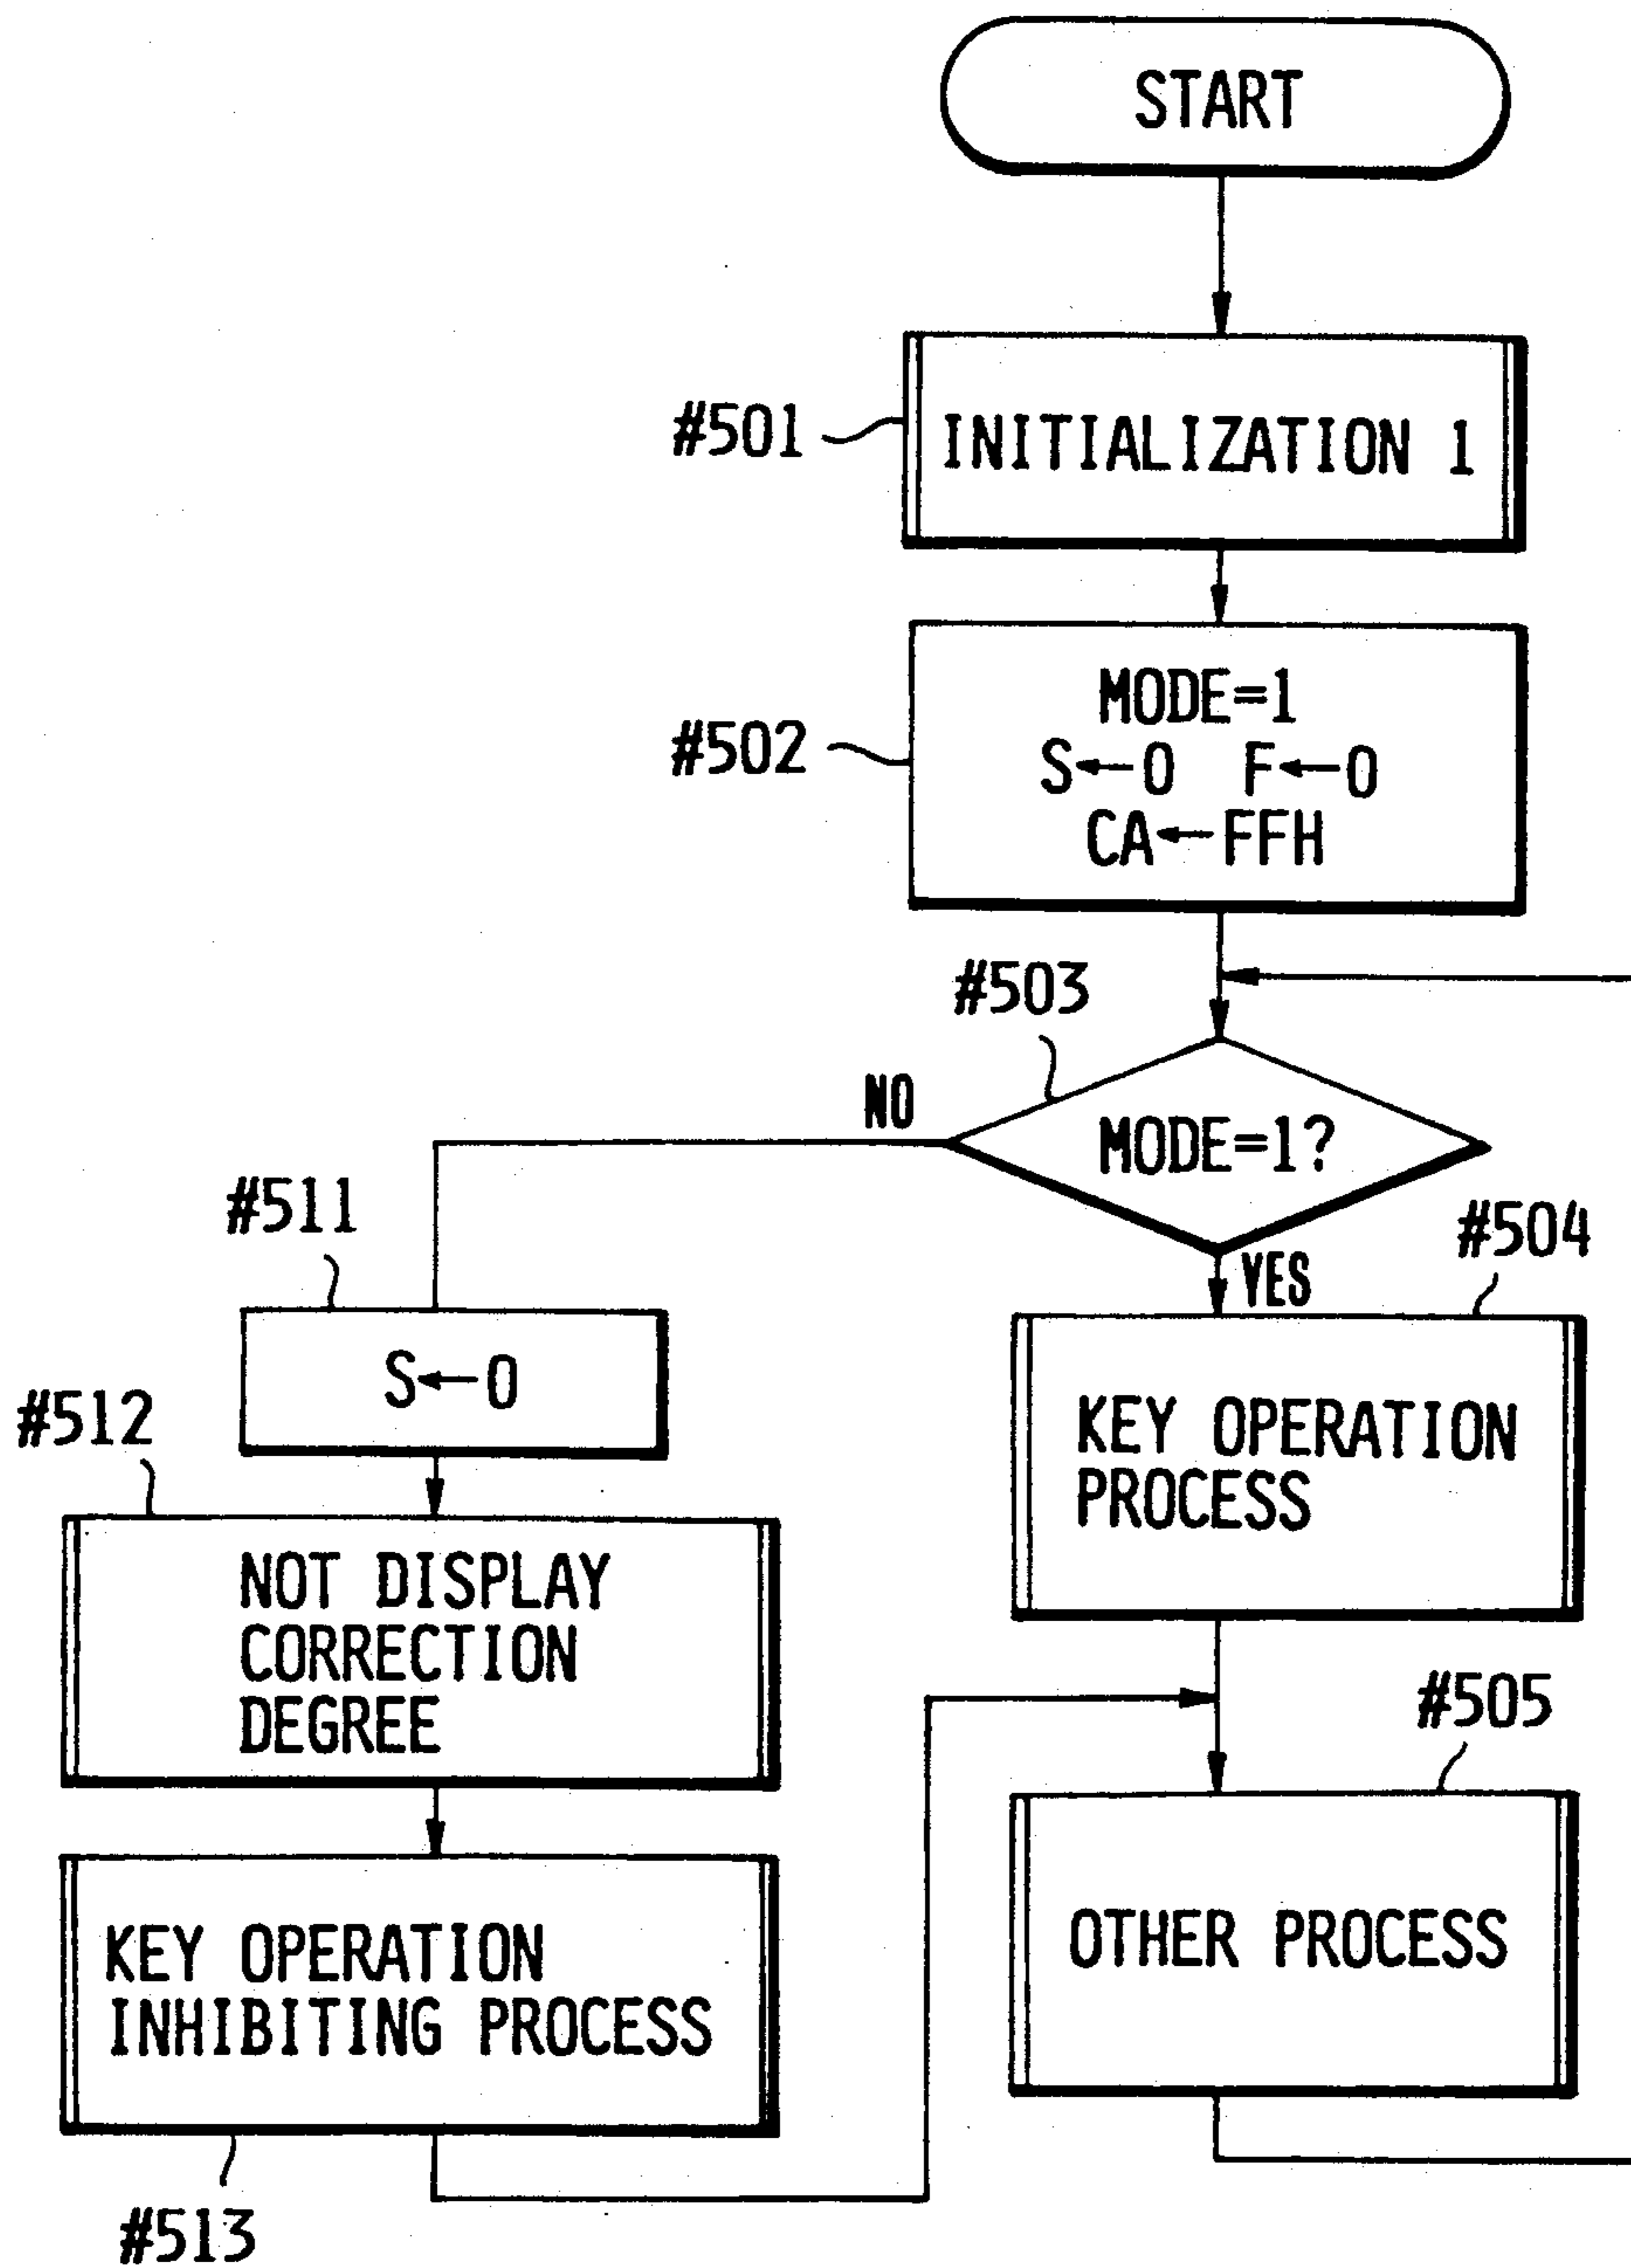 START
#501
INITIALIZATION 1
#502
MODE=1
S←0 F←0
CA←FFH
#503
NO
MODE=1?
YES
#504
KEY OPERATION
PROCESS
#505
OTHER PROCESS
#511
S←0
#512
NOT DISPLAY
CORRECTION
DEGREE
KEY OPERATION
INHIBITING PROCESS
#513